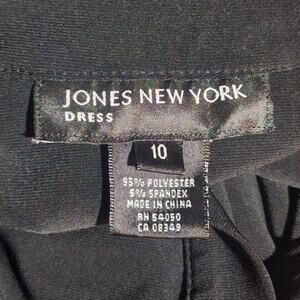 JONES NEW YORK
DRESS
10
95% POLYESTER
5% SPANDEX
MADE IN CHINA
RN 54050
CA 08349